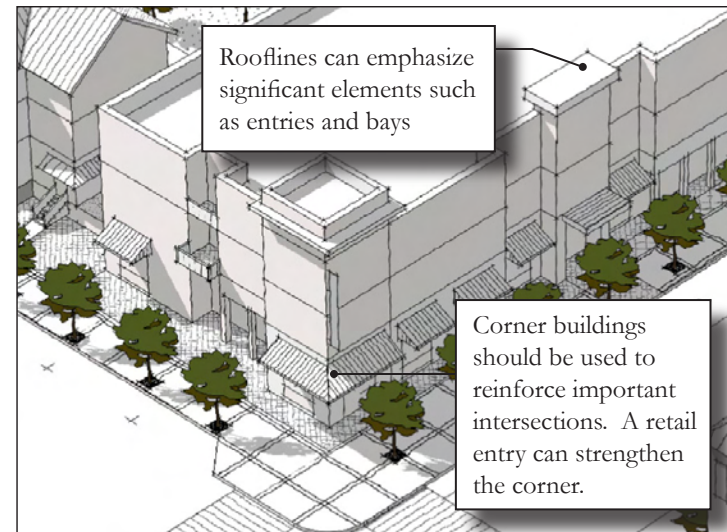 Rooflines can emphasize
significant elements such
as entries and bays
Corner buildings
should be used to
reinforce important
intersections.  A retail
entry can strengthen
the corner.